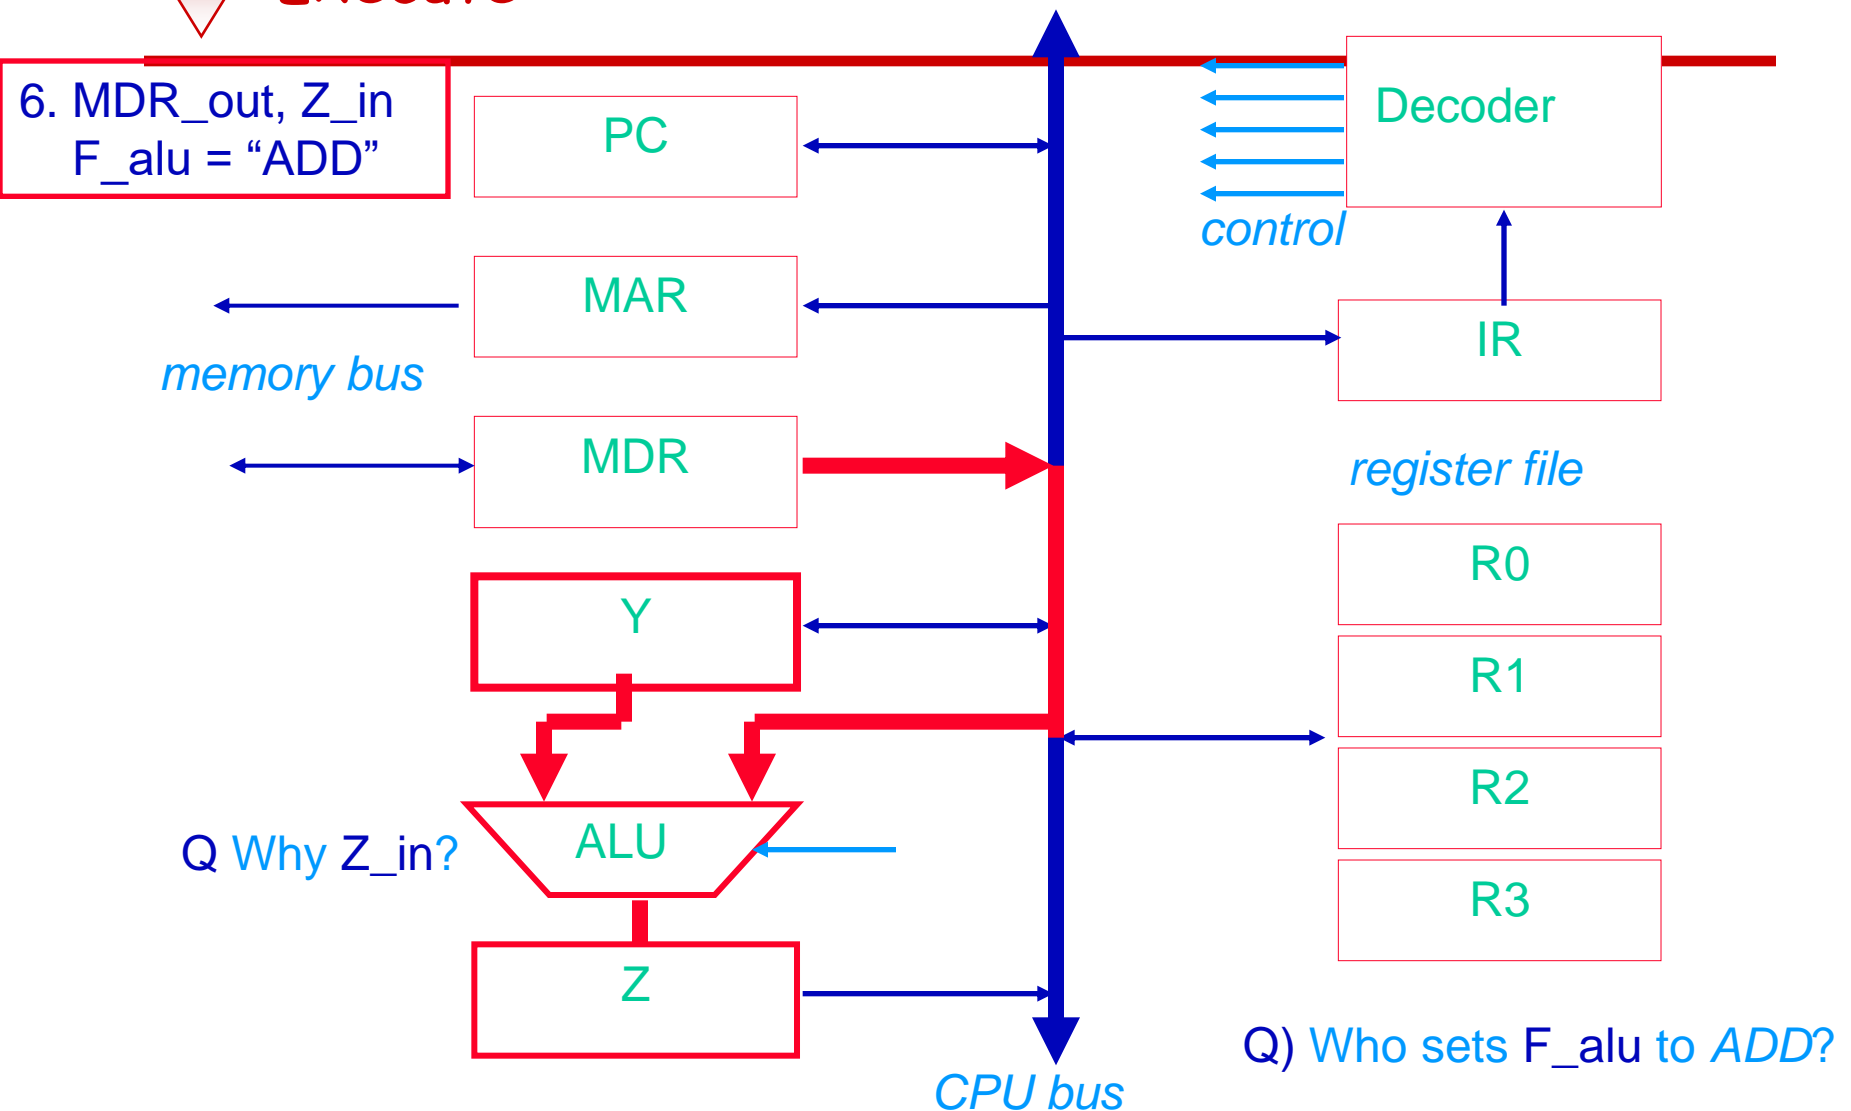 6. MDR_out, Z_in
F_alu = “ADD”
PC
Decoder
control
MAR
IR
memory bus
MDR
register file
Y
R0
R1
R2
R3
Q Why Z_in?
ALU
Z
Q) Who sets F_alu to ADD?
CPU bus